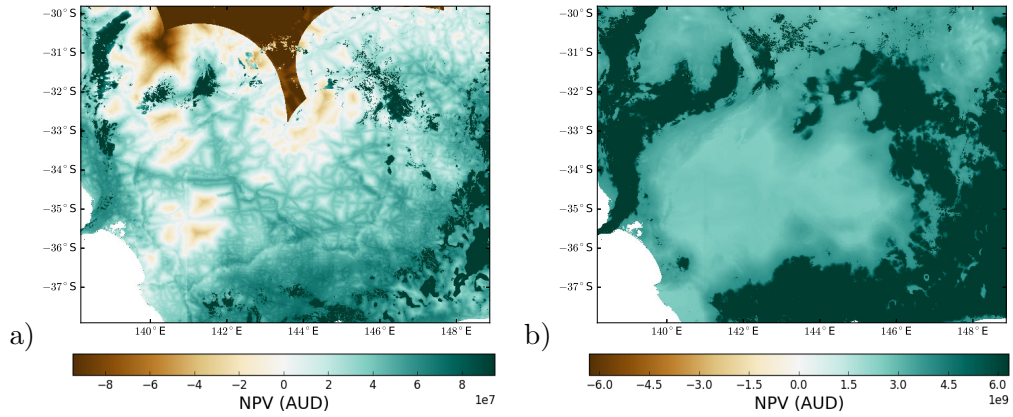 −30°S
−31°S
−32°S
−33°S
−34°S
−35°S
−36°S
−37°S
140°E 142°E 144°E 146°E 148°E
a)
−8 −6 −4 −2 0 2 4 6 8
1e7
NPV (AUD)
−30°S
−31°S
−32°S
−33°S
−34°S
−35°S
−36°S
−37°S
140°E 142°E 144°E 146°E 148°E
b)
−6.0 −4.5 −3.0 −1.5 0.0 1.5 3.0 4.5 6.0
1e9
NPV (AUD)